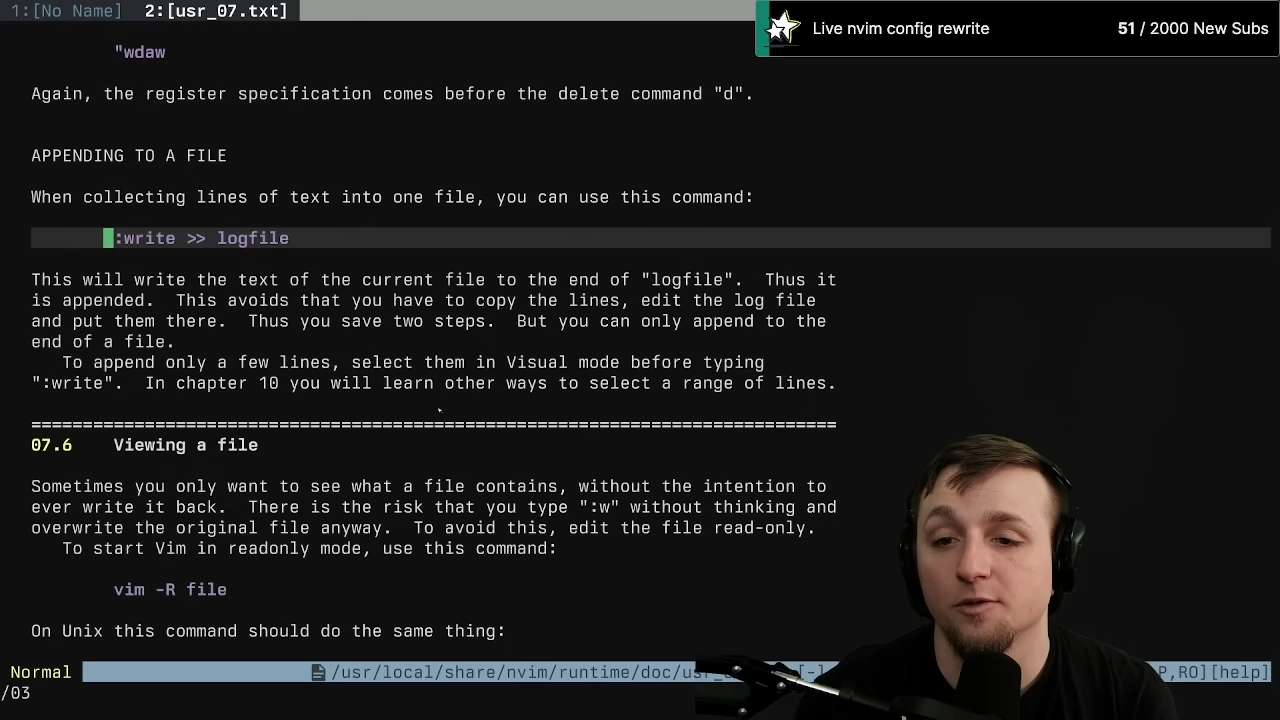 1:[No Name]  2:[usr_07.txt]
Live nvim config rewrite
51 / 2000 New Subs
"wdaw
Again, the register specification comes before the delete command "d".
APPENDING TO A FILE
When collecting lines of text into one file, you can use this command:
:write >> logfile
This will write the text of the current file to the end of "logfile".  Thus it
is appended.  This avoids that you have to copy the lines, edit the log file
and put them there.  Thus you save two steps.  But you can only append to the
end of a file.
To append only a few lines, select them in Visual mode before typing
":write".  In chapter 10 you will learn other ways to select a range of lines.
==============================================================================
07.6    Viewing a file
Sometimes you only want to see what a file contains, without the intention to
ever write it back.  There is the risk that you type ":w" without thinking and
overwrite the original file anyway.  To avoid this, edit the file read-only.
To start Vim in readonly mode, use this command:
vim -R file
On Unix this command should do the same thing:
Normal /usr/local/share/nvim/runtime/doc/ [-] P,RO][help]
/03